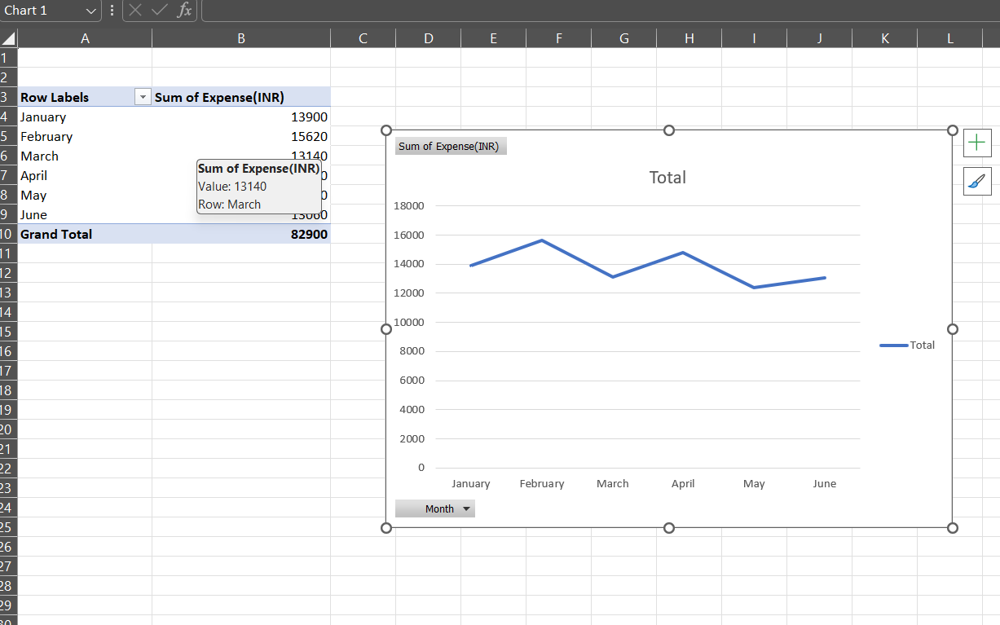 Chart 1
fx
A B C D E F G H I J K L
1
2
3 Row Labels Sum of Expense(INR)
4 January 13900
5 February 15620
6 March 13140
7 April 0
8 May 0
9 June 13060
10 Grand Total 82900
Sum of Expense(INR)
Value: 13140
Row: March
11
12
13
14
15
16
17
18
19
20
21
22
23
24
25
26
27
28
29
30
Sum of Expense(INR)
Total
18000
16000
14000
12000
10000
8000
6000
4000
2000
0
January February March April May June
Total
Month